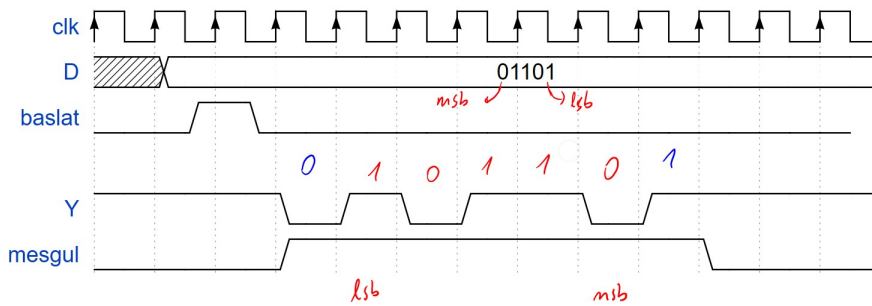 clk
D 01101
msb lsb
baslat
0 1 0 1 1 0 1
Y
mesgul
lsb msb